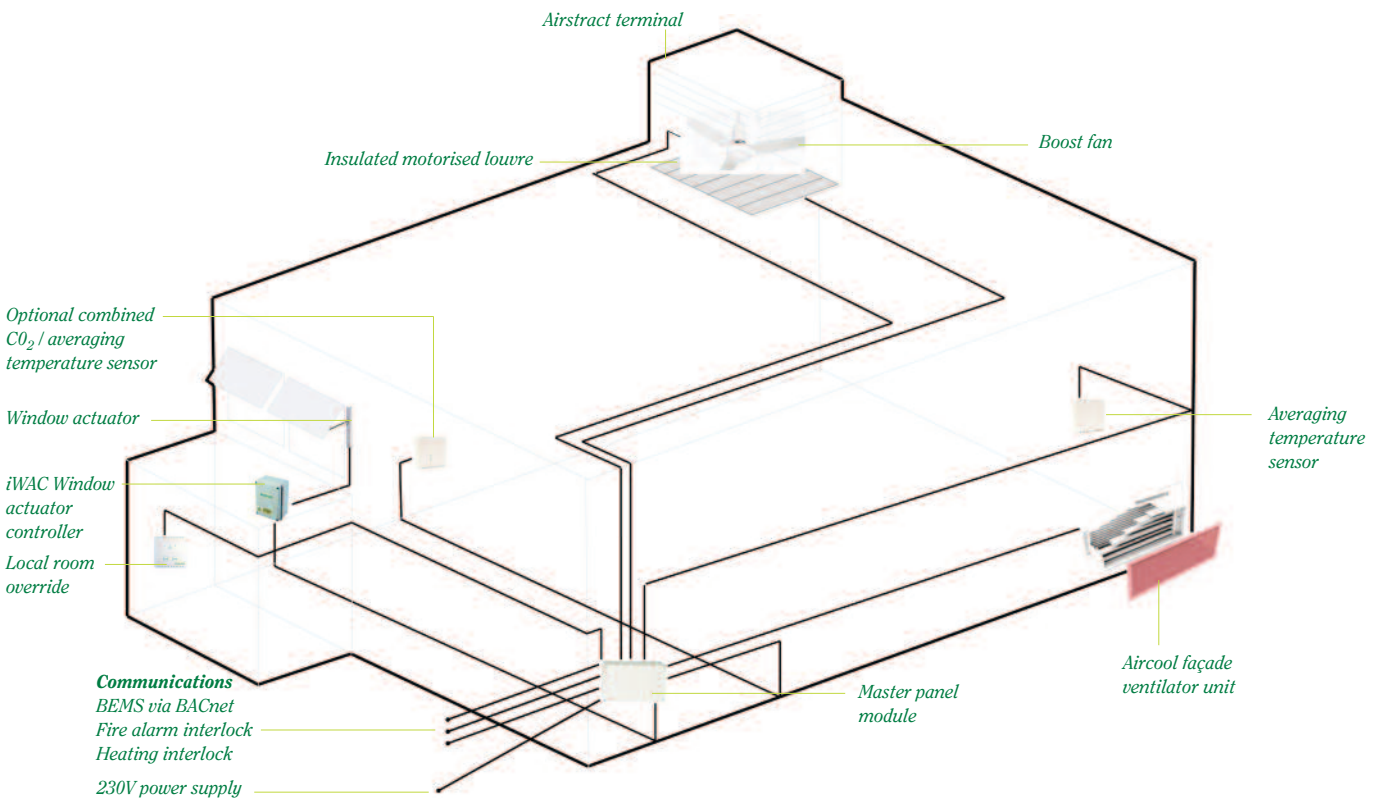 Airstract terminal
Boost fan
Insulated motorised louvre
Optional combined
C0₂ / averaging
temperature sensor
Window actuator
iWAC Window
actuator
controller
Local room
override
Averaging
temperature
sensor
Aircool façade
ventilator unit
Master panel
module
Communications
BEMS via BACnet
Fire alarm interlock
Heating interlock
230V power supply